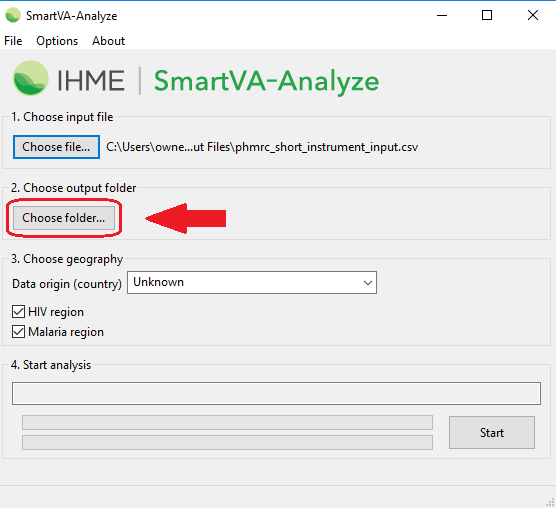 SmartVA-Analyze
File Options About
IHME | SmartVA-Analyze
1. Choose input file
Choose file... C:\Users\owne...ut Files\phmrc_short_instrument_input.csv
2. Choose output folder
Choose folder...
3. Choose geography
Data origin (country) Unknown
HIV region
Malaria region
4. Start analysis
Start